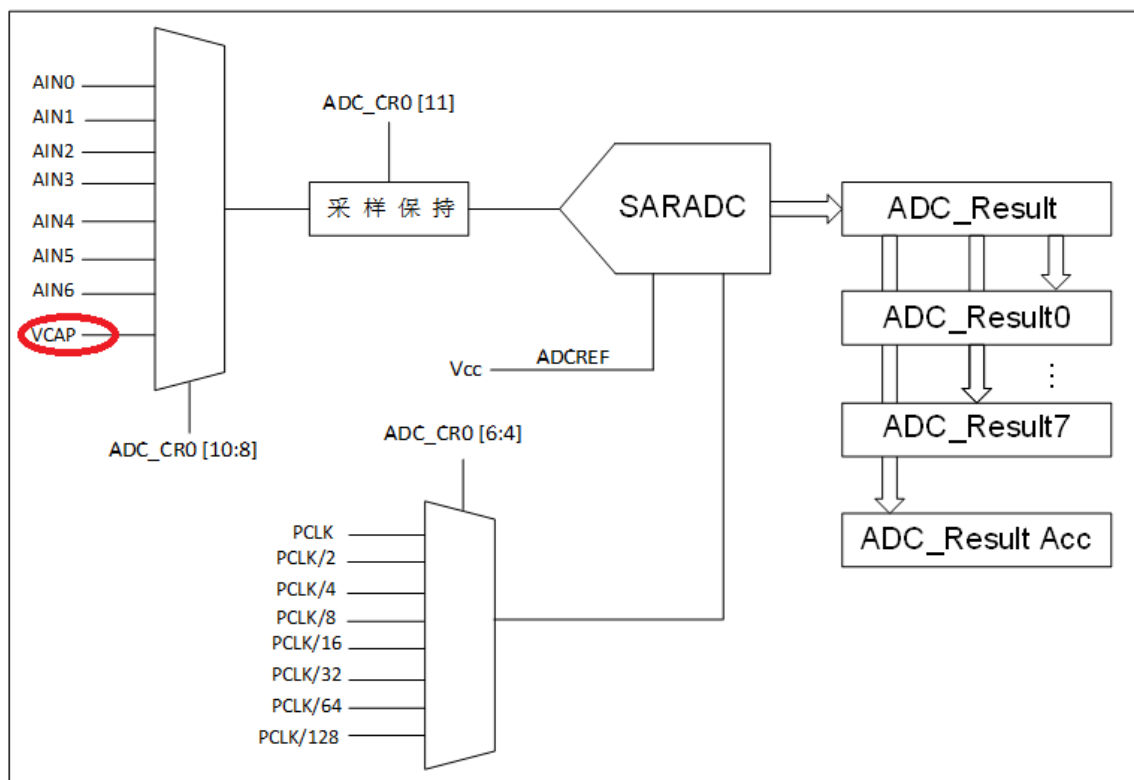 AIN0
AIN1
AIN2
AIN3
AIN4
AIN5
AIN6
VCAP
ADC_CR0 [10:8]
ADC_CR0 [11]
采样保持
SARADC
Vcc
ADCREF
ADC_CR0 [6:4]
PCLK
PCLK/2
PCLK/4
PCLK/8
PCLK/16
PCLK/32
PCLK/64
PCLK/128
ADC_Result
ADC_Result0
⋮
ADC_Result7
ADC_Result Acc